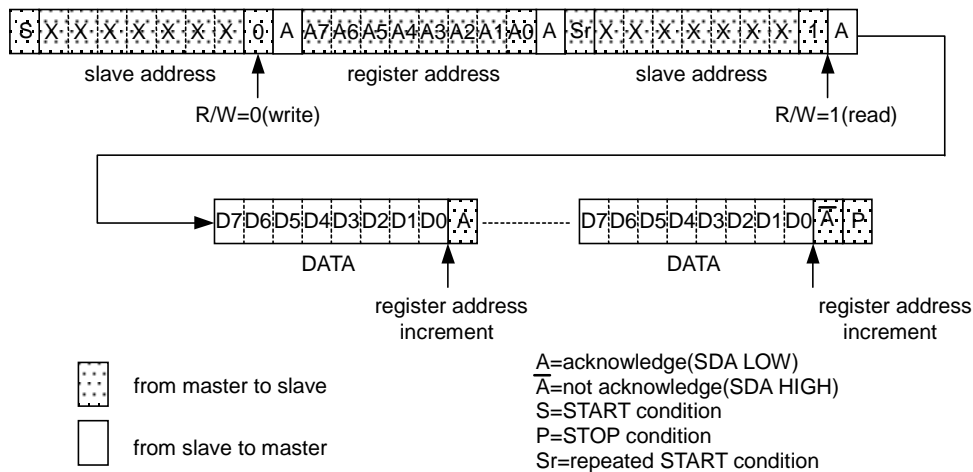 S X X X X X X X 0 A A7 A6 A5 A4 A3 A2 A1 A0 A Sr X X X X X X X 1 A
slave address register address slave address
R/W=0(write) R/W=1(read)
D7 D6 D5 D4 D3 D2 D1 D0 A D7 D6 D5 D4 D3 D2 D1 D0 A̅ P
DATA DATA
register address register address
increment increment
A=acknowledge(SDA LOW)
from master to slave
A̅=not acknowledge(SDA HIGH)
S=START condition
P=STOP condition
from slave to master
Sr=repeated START condition